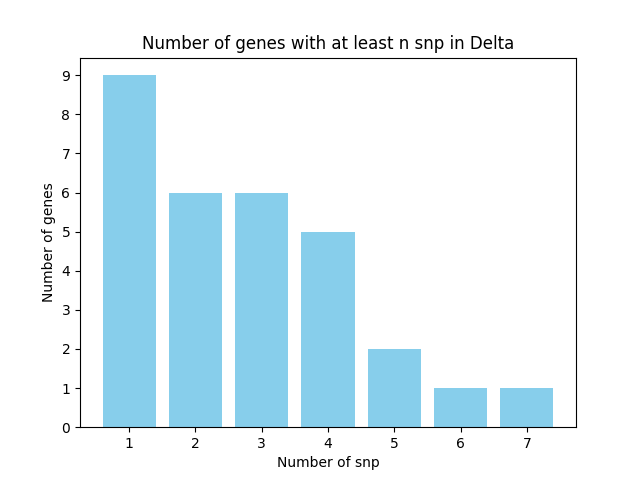 Number of genes with at least n snp in Delta
Number of genes
9
8
7
6
5
4
3
2
1
0
1 2 3 4 5 6 7
Number of snp